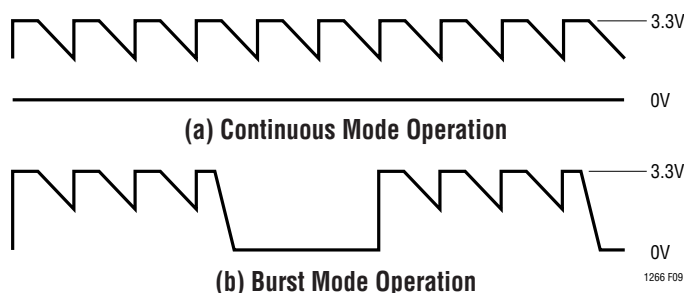 3.3V
0V
(a) Continuous Mode Operation
3.3V
0V
(b) Burst Mode Operation
1266 F09